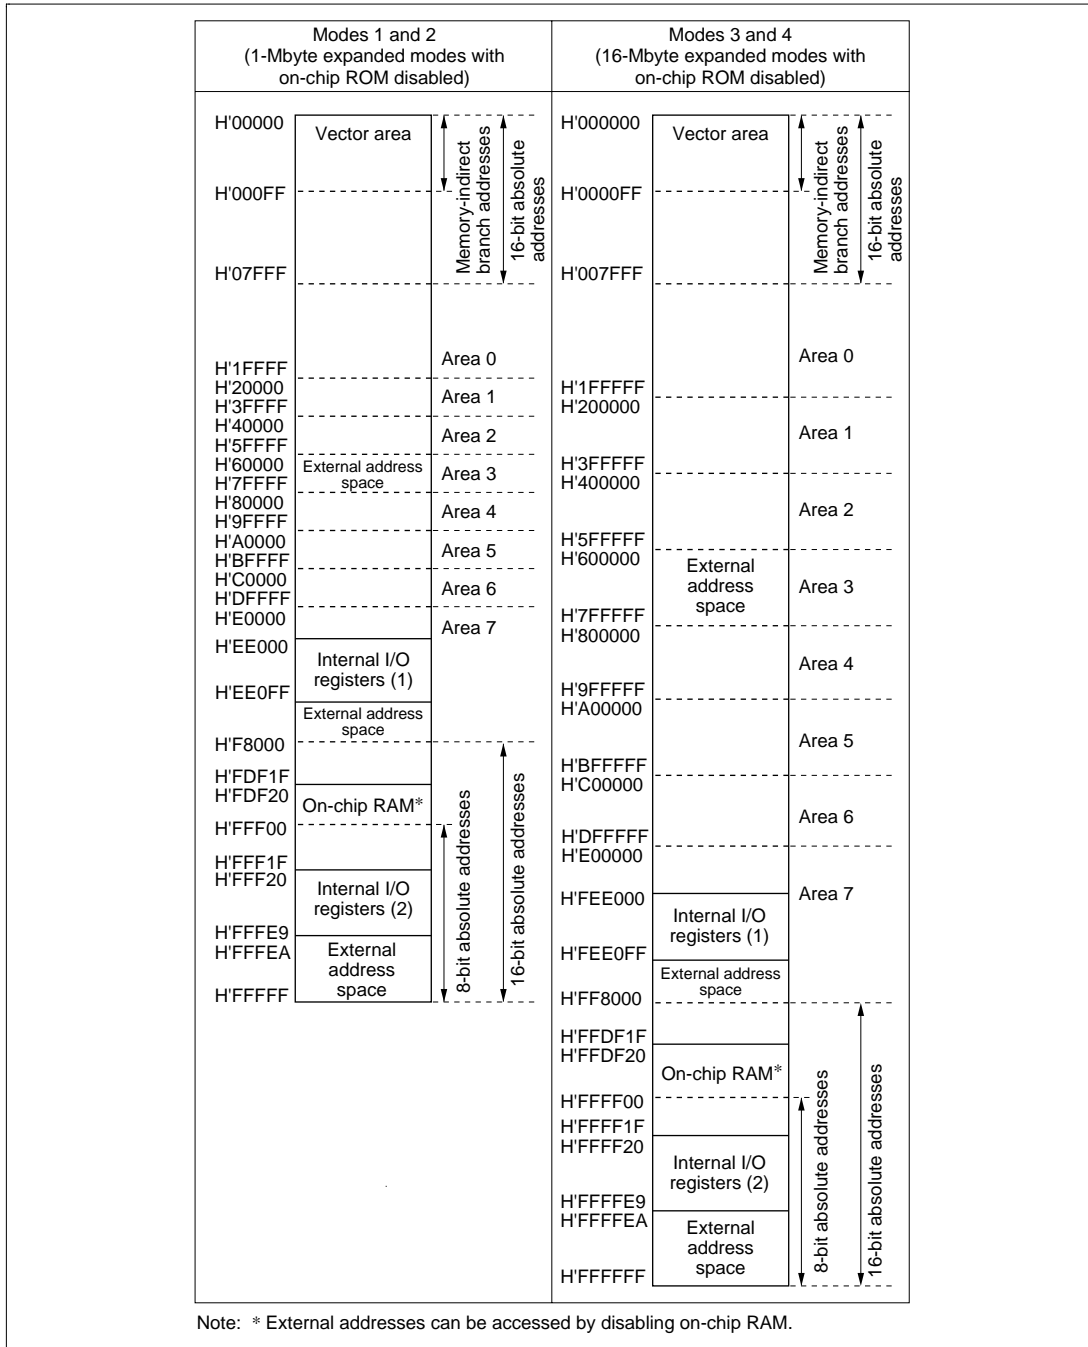 Modes 1 and 2
(1-Mbyte expanded modes with
on-chip ROM disabled)
H'00000
Vector area
H'000FF
H'07FFF
Memory-indirect
branch addresses
16-bit absolute
addresses
H'1FFFF
Area 0
H'20000
H'3FFFF
Area 1
H'40000
H'5FFFF
Area 2
H'60000
H'7FFFF
External address
space
Area 3
H'80000
H'9FFFF
Area 4
H'A0000
H'BFFFF
Area 5
H'C0000
H'DFFFF
Area 6
H'E0000
Area 7
H'EE000
Internal I/O
registers (1)
H'EE0FF
External address
space
H'F8000
H'FDF1F
H'FDF20
On-chip RAM*
H'FFF00
H'FFF1F
H'FFF20
Internal I/O
registers (2)
H'FFFE9
H'FFFEA
External
address
space
H'FFFFF
8-bit absolute addresses
16-bit absolute addresses
Modes 3 and 4
(16-Mbyte expanded modes with
on-chip ROM disabled)
H'000000
Vector area
H'0000FF
H'007FFF
Memory-indirect
branch addresses
16-bit absolute
addresses
Area 0
H'1FFFFF
H'200000
Area 1
H'3FFFFF
H'400000
Area 2
H'5FFFFF
H'600000
External
address
space
Area 3
H'7FFFFF
H'800000
Area 4
H'9FFFFF
H'A00000
Area 5
H'BFFFFF
H'C00000
Area 6
H'DFFFFF
H'E00000
Area 7
H'FEE000
Internal I/O
registers (1)
H'FEE0FF
External address
space
H'FF8000
H'FFDF1F
H'FFDF20
On-chip RAM*
H'FFFF00
H'FFFF1F
H'FFFF20
Internal I/O
registers (2)
H'FFFFE9
H'FFFFEA
External
address
space
H'FFFFFF
8-bit absolute addresses
16-bit absolute addresses
Note: * External addresses can be accessed by disabling on-chip RAM.